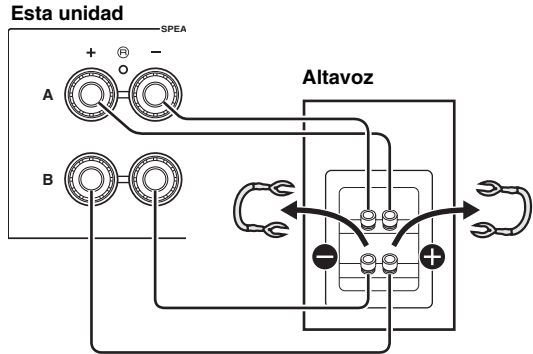 Esta unidad
SPEA
+ ® −
A
Altavoz
B
− +